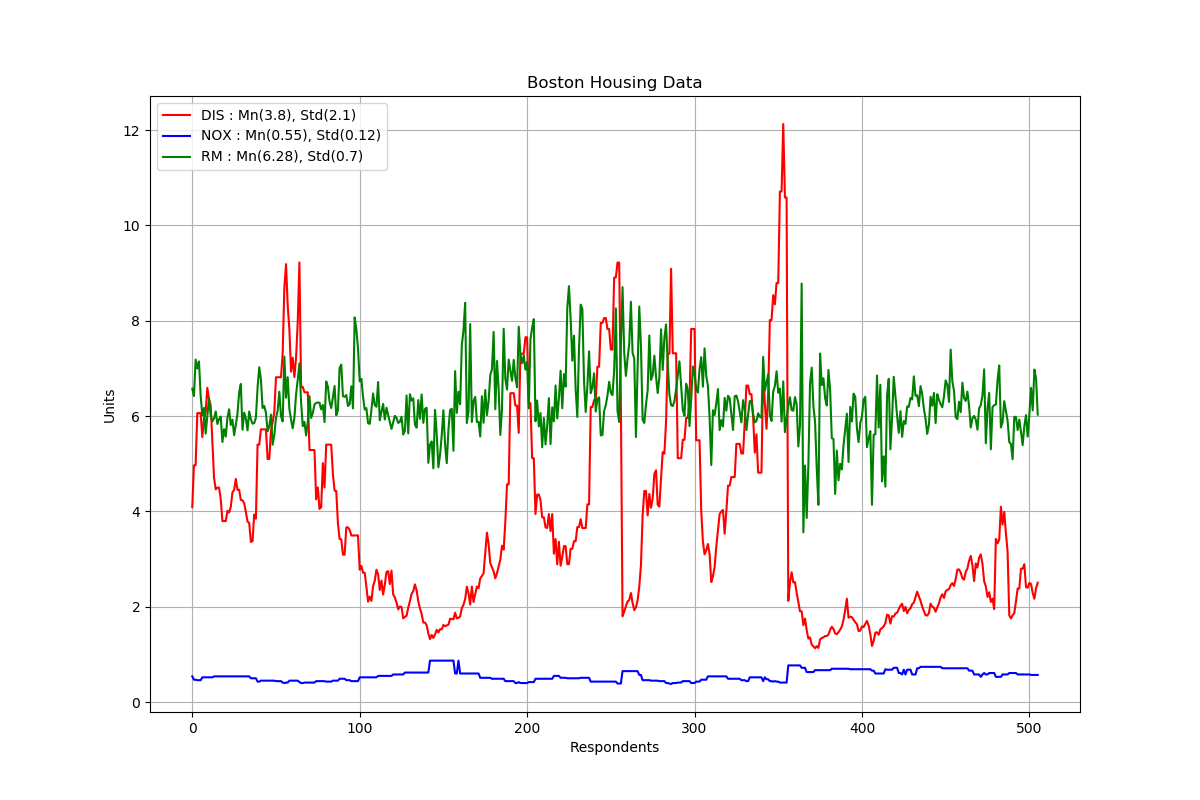 Boston Housing Data
DIS : Mn(3.8), Std(2.1)
NOX : Mn(0.55), Std(0.12)
RM : Mn(6.28), Std(0.7)
12
10
8
6
4
2
0
Units
0 100 200 300 400 500
Respondents